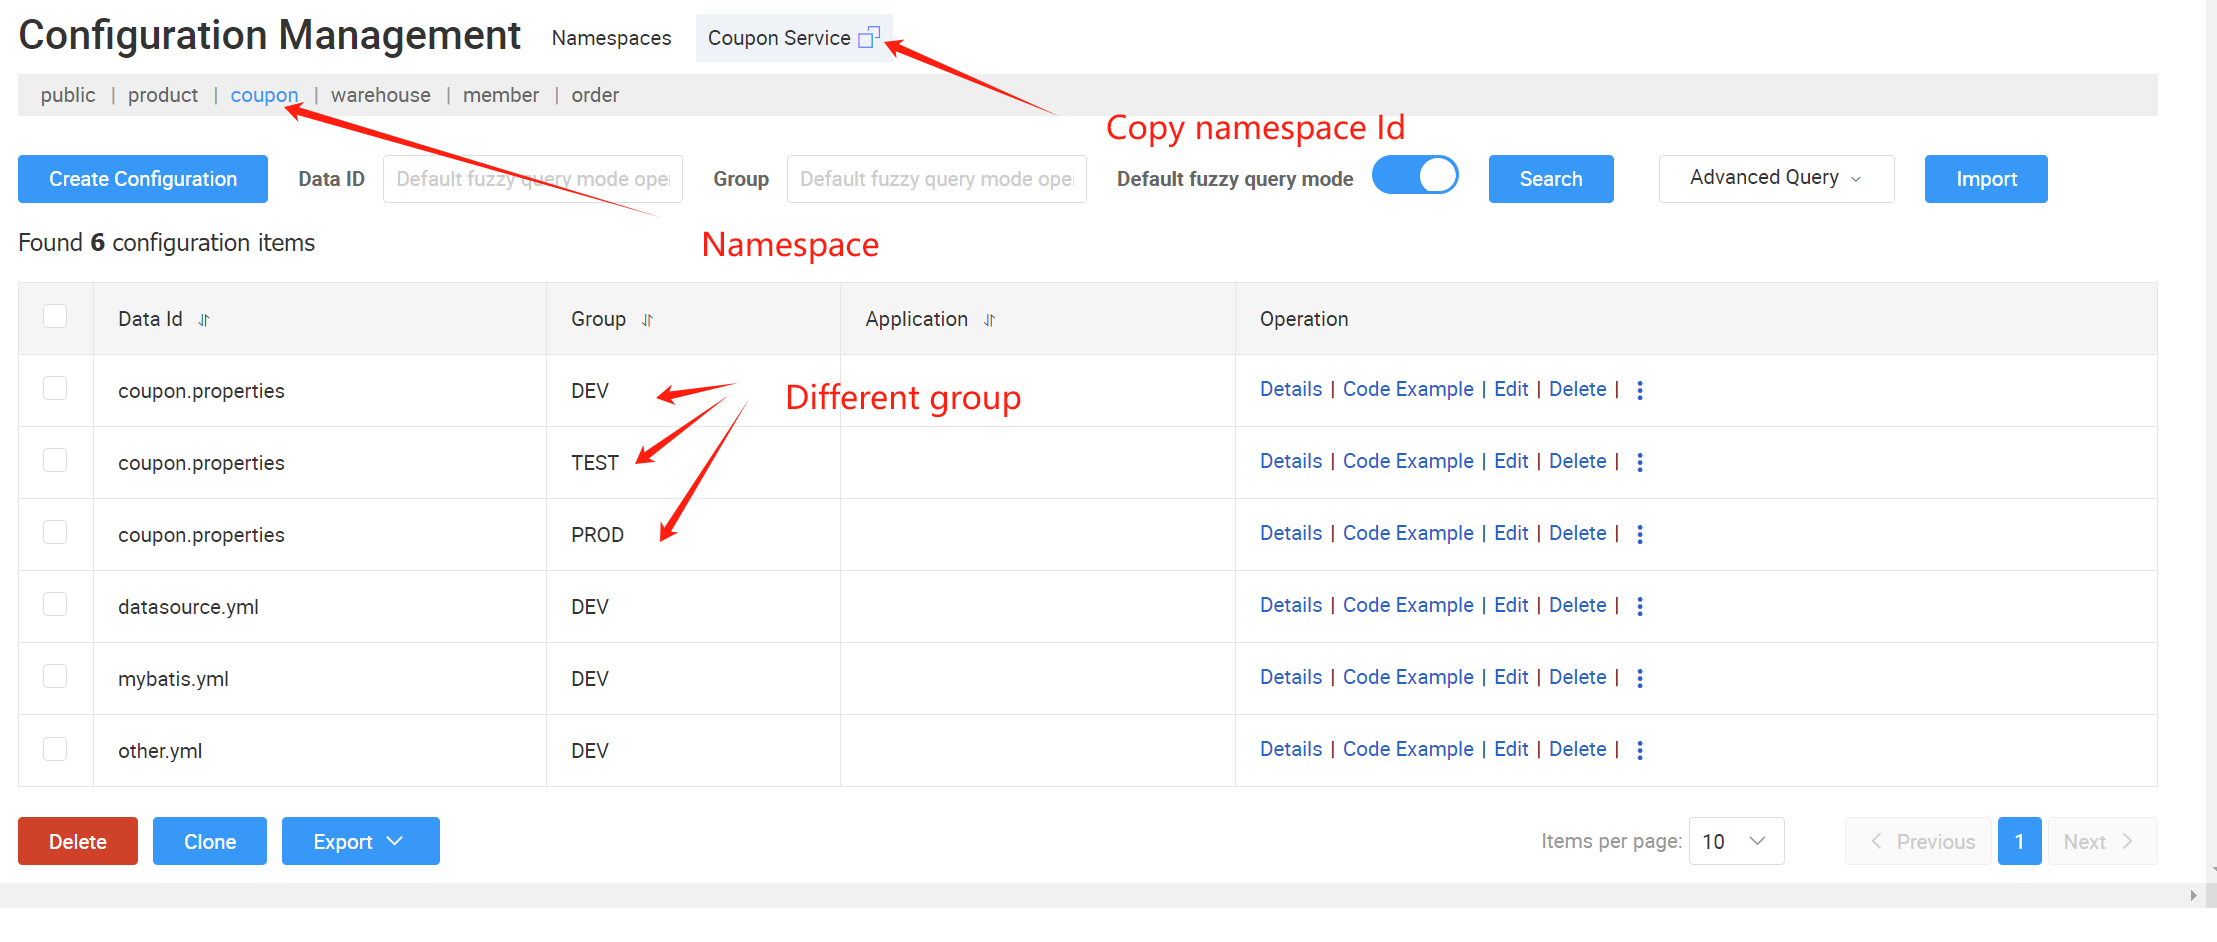 Configuration Management Namespaces Coupon Service
public | product | coupon | warehouse | member | order
Copy namespace Id
Create Configuration Data ID Default fuzzy query mode ope Group Default fuzzy query mode ope Default fuzzy query mode Search Advanced Query Import
Found 6 configuration items
Namespace
Data Id Group Application Operation
coupon.properties DEV Details | Code Example | Edit | Delete |
Different group
coupon.properties TEST Details | Code Example | Edit | Delete |
coupon.properties PROD Details | Code Example | Edit | Delete |
datasource.yml DEV Details | Code Example | Edit | Delete |
mybatis.yml DEV Details | Code Example | Edit | Delete |
other.yml DEV Details | Code Example | Edit | Delete |
Delete Clone Export Items per page: 10 Previous 1 Next